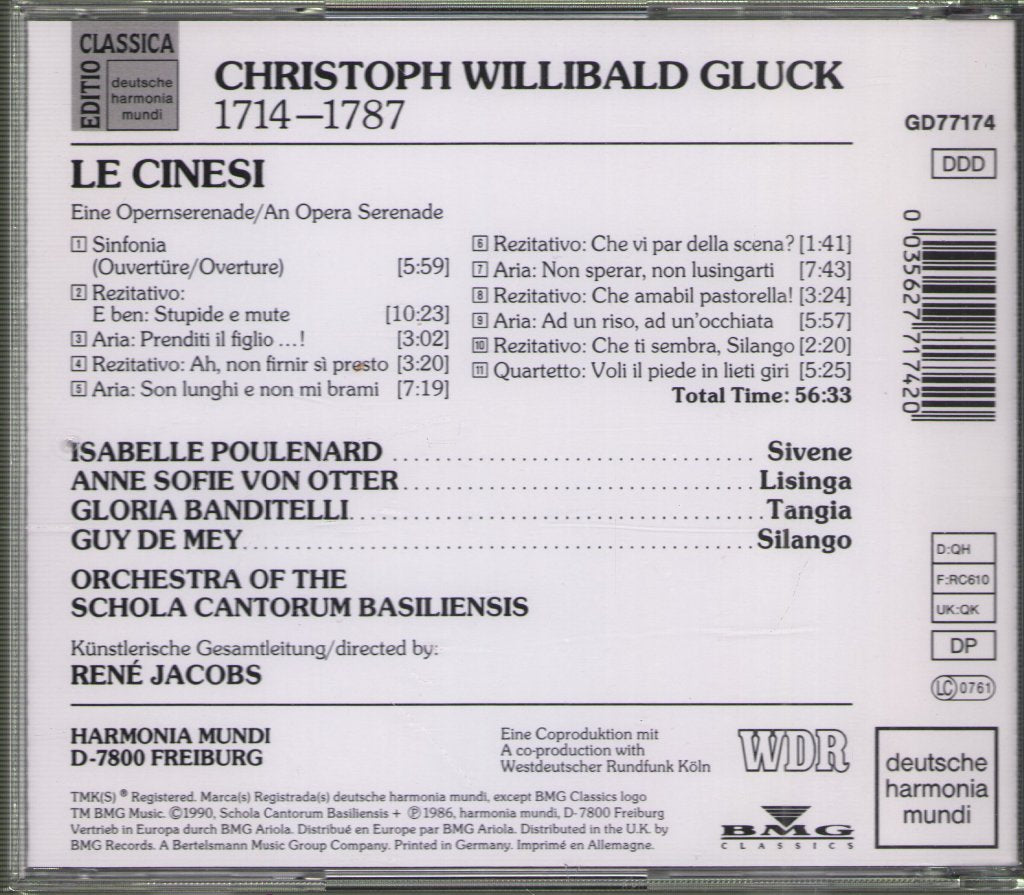 EDITIO CLASSICA
deutsche
harmonia
mundi
CHRISTOPH WILLIBALD GLUCK
1714–1787
GD77174
DDD
LE CINESI
Eine Opernserenade/An Opera Serenade
1 Sinfonia
(Ouvertüre/Overture) [5:59]
2 Rezitativo:
E ben: Stupide e mute [10:23]
3 Aria: Prenditi il figlio ...! [3:02]
4 Rezitativo: Ah, non firnir sì presto [3:20]
5 Aria: Son lunghi e non mi brami [7:19]
6 Rezitativo: Che vi par della scena? [1:41]
7 Aria: Non sperar, non lusingarti [7:43]
8 Rezitativo: Che amabil pastorella! [3:24]
9 Aria: Ad un riso, ad un'occhiata [5:57]
10 Rezitativo: Che ti sembra, Silango [2:20]
11 Quartetto: Voli il piede in lieti giri [5:25]
Total Time: 56:33
0 035627 717420
ISABELLE POULENARD ........ Sivene
ANNE SOFIE VON OTTER ........ Lisinga
GLORIA BANDITELLI ........ Tangia
GUY DE MEY ........ Silango
ORCHESTRA OF THE
SCHOLA CANTORUM BASILIENSIS
Künstlerische Gesamtleitung/directed by:
RENÉ JACOBS
D:QH
F:RC610
UK:QK
DP
LC 0761
HARMONIA MUNDI
D-7800 FREIBURG
Eine Coproduktion mit
A co-production with
Westdeutscher Rundfunk Köln
WDR
deutsche
harmonia
mundi
TMK(S) ® Registered. Marca(s) Registrada(s) deutsche harmonia mundi, except BMG Classics logo
TM BMG Music. ©1990, Schola Cantorum Basiliensis + ℗1986, harmonia mundi, D-7800 Freiburg
Vertrieb in Europa durch BMG Ariola. Distribué en Europe par BMG Ariola. Distributed in the U.K. by
BMG Records. A Bertelsmann Music Group Company. Printed in Germany. Imprimé en Allemagne.
BMG
CLASSICS